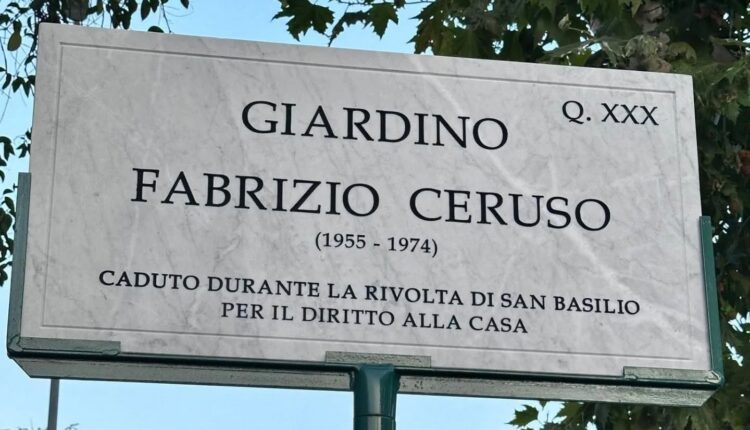 Q. XXX
GIARDINO
FABRIZIO CERUSO
(1955 - 1974)
CADUTO DURANTE LA RIVOLTA DI SAN BASILIO
PER IL DIRITTO ALLA CASA